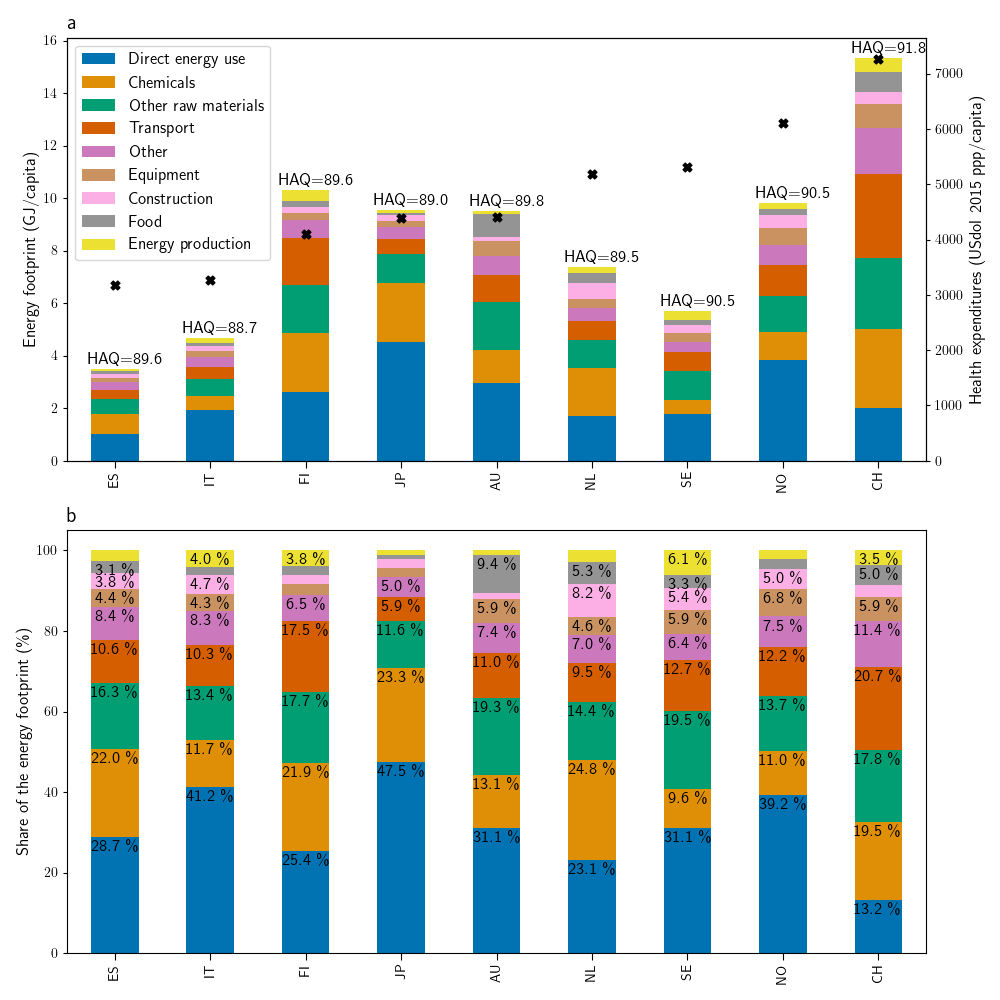 a
16
14
12
10
8
6
4
2
0
Energy footprint (GJ/capita)
Direct energy use
Chemicals
Other raw materials
Transport
Other
Equipment
Construction
Food
Energy production
HAQ=89.6
HAQ=88.7
HAQ=89.6
HAQ=89.0
HAQ=89.8
HAQ=89.5
HAQ=90.5
HAQ=90.5
HAQ=91.8
7000
6000
5000
4000
3000
2000
1000
0
Health expenditures (USdol 2015 ppp/capita)
ES
IT
FI
JP
AU
NL
SE
NO
CH
b
100
80
60
40
20
0
Share of the energy footprint (%)
3.1 %
3.8 %
4.4 %
8.4 %
10.6 %
16.3 %
22.0 %
28.7 %
4.0 %
4.7 %
4.3 %
8.3 %
10.3 %
13.4 %
11.7 %
41.2 %
3.8 %
6.5 %
17.5 %
17.7 %
21.9 %
25.4 %
5.0 %
5.9 %
11.6 %
23.3 %
47.5 %
9.4 %
5.9 %
7.4 %
11.0 %
19.3 %
13.1 %
31.1 %
5.3 %
8.2 %
4.6 %
7.0 %
9.5 %
14.4 %
24.8 %
23.1 %
6.1 %
3.3 %
5.4 %
5.9 %
6.4 %
12.7 %
19.5 %
9.6 %
31.1 %
5.0 %
6.8 %
7.5 %
12.2 %
13.7 %
11.0 %
39.2 %
3.5 %
5.0 %
5.9 %
11.4 %
20.7 %
17.8 %
19.5 %
13.2 %
ES
IT
FI
JP
AU
NL
SE
NO
CH